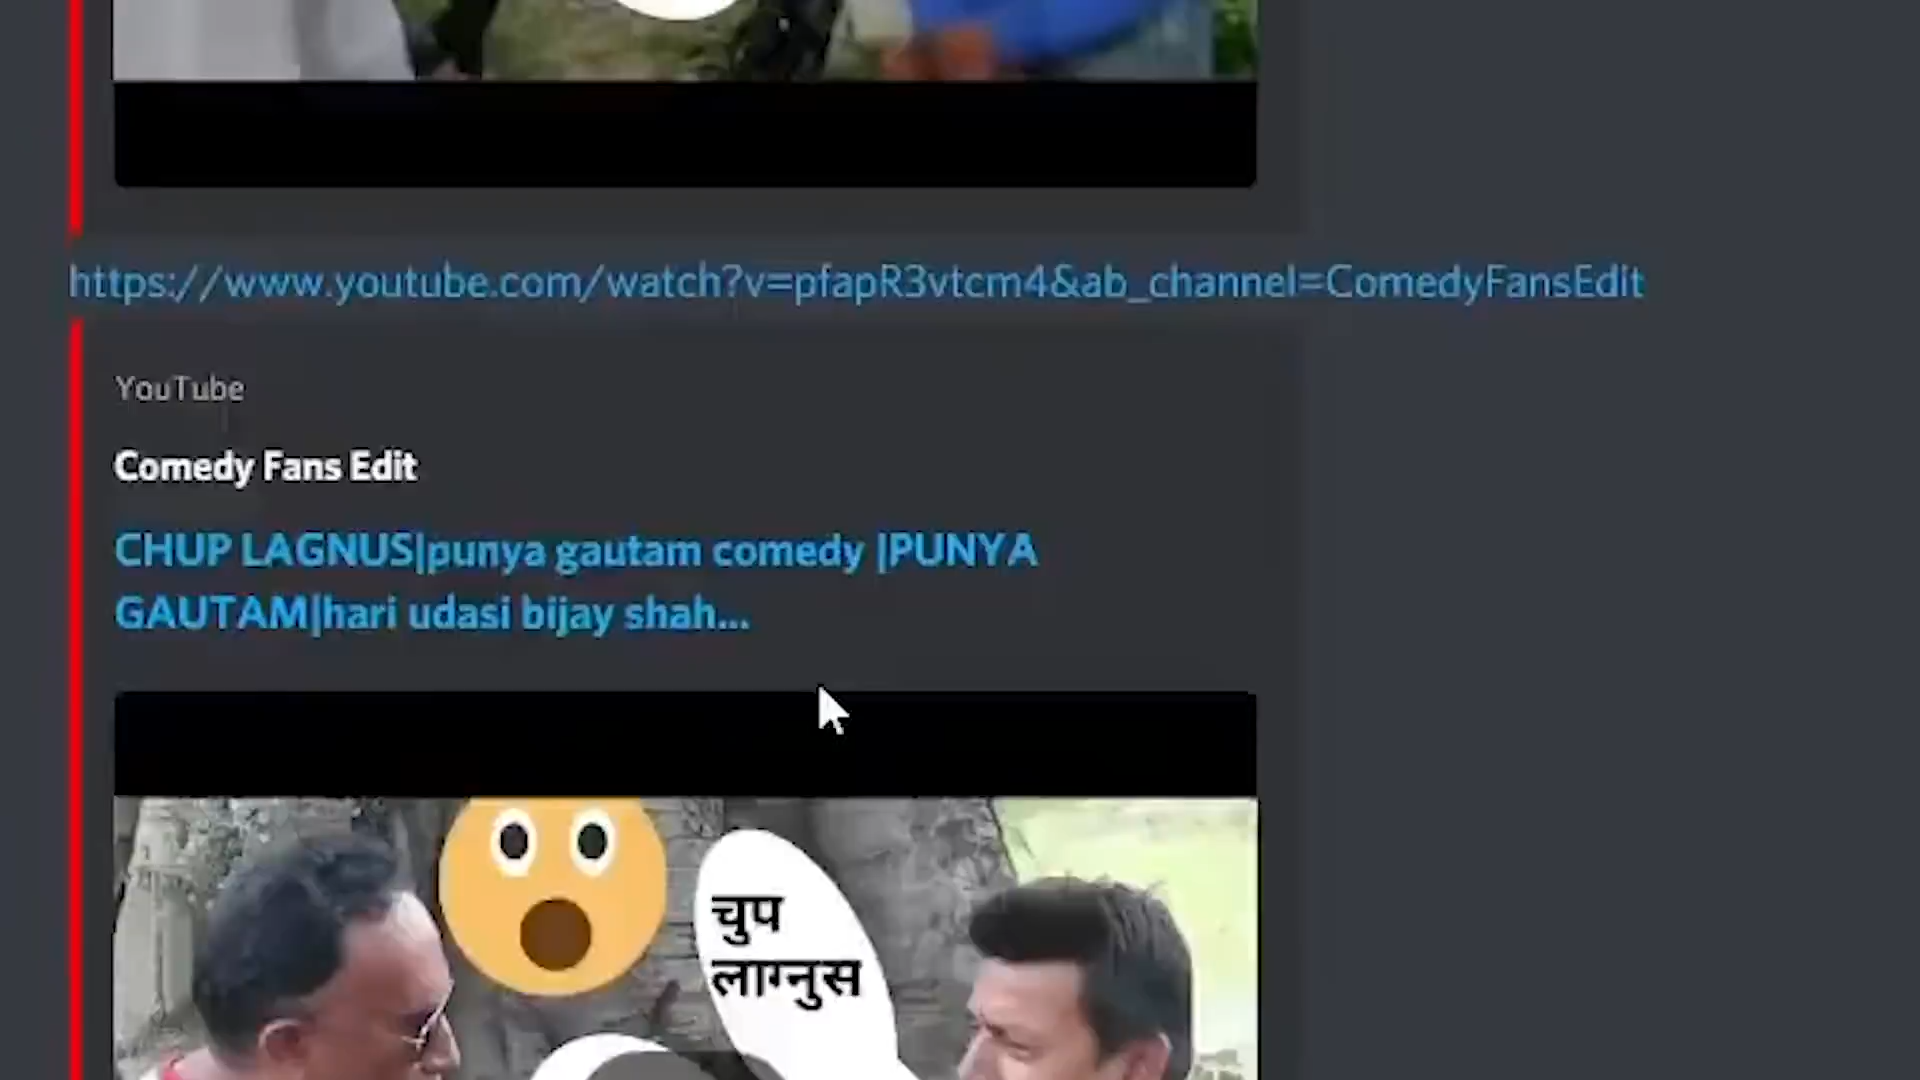 https://www.youtube.com/watch?v=pfapR3vtcm4&ab_channel=ComedyFansEdit
YouTube
Comedy Fans Edit
CHUP LAGNUS|punya gautam comedy |PUNYA
GAUTAM|hari udasi bijay shah...
चुप
लाग्नुस